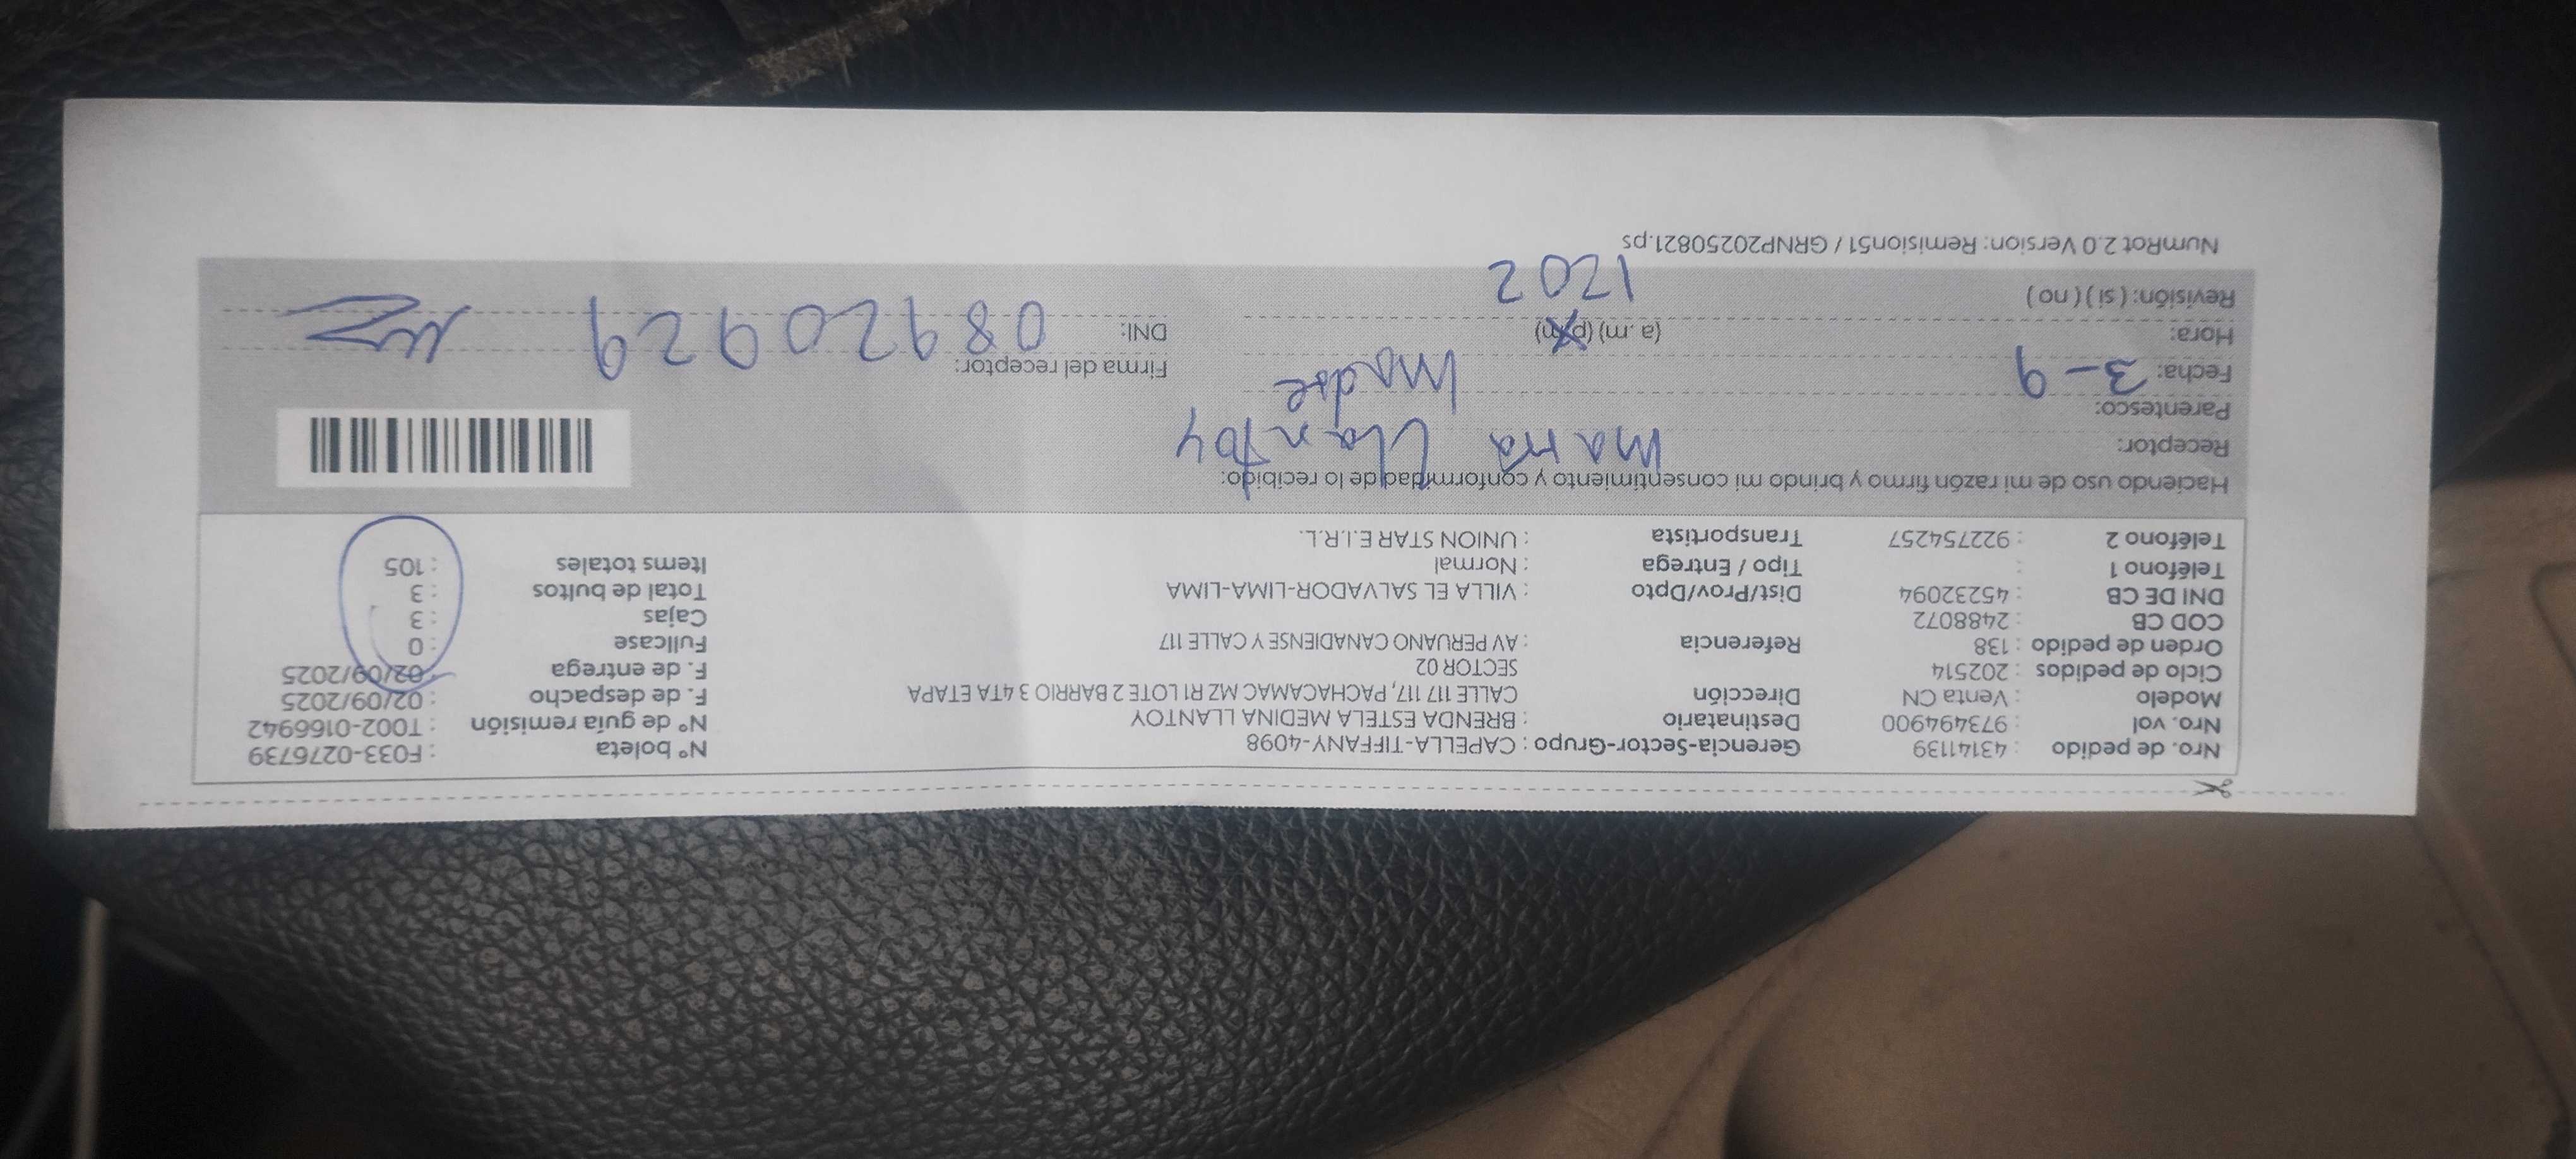 Nro. de pedido : 43141139 Gerencia-Sector-Grupo : CAPELLA-TIFFANY-4098 N° boleta : F033-0276739
Nro. vol : 973494900 Destinatario : BRENDA ESTELA MEDINA LLANTOY N° de guía remisión : T002-0166942
Modelo : Venta CN Dirección CALLE 117 117, PACHACAMAC MZ R1 LOTE 2 BARRIO 3 4TA ETAPA F. de despacho : 02/09/2025
Ciclo de pedidos : 202514 SECTOR 02 F. de entrega : 02/09/2025
Orden de pedido : 138 Referencia : AV PERUANO CANADIENSE Y CALLE 117 Fullcase : 0
COD CB : 2488072 Cajas : 3
DNI DE CB : 45232094 Dist/Prov/Dpto : VILLA EL SALVADOR-LIMA-LIMA Total de bultos : 3
Teléfono 1 : Tipo / Entrega : Normal Items totales : 105
Teléfono 2 : 922754257 Transportista : UNION STAR E.I.R.L.
Haciendo uso de mi razón firmo y brindo mi consentimiento y conformidad de lo recibido:
Receptor: Maria Llantoy
Parentesco: Madre
Fecha: 3-9 Firma del receptor:
Hora: (a.m) (p.m) DNI: 08920929
Revisión: ( si ) ( no ) 1202
NumRot 2.0 Version: Remision51 / GRNP20250821.ps